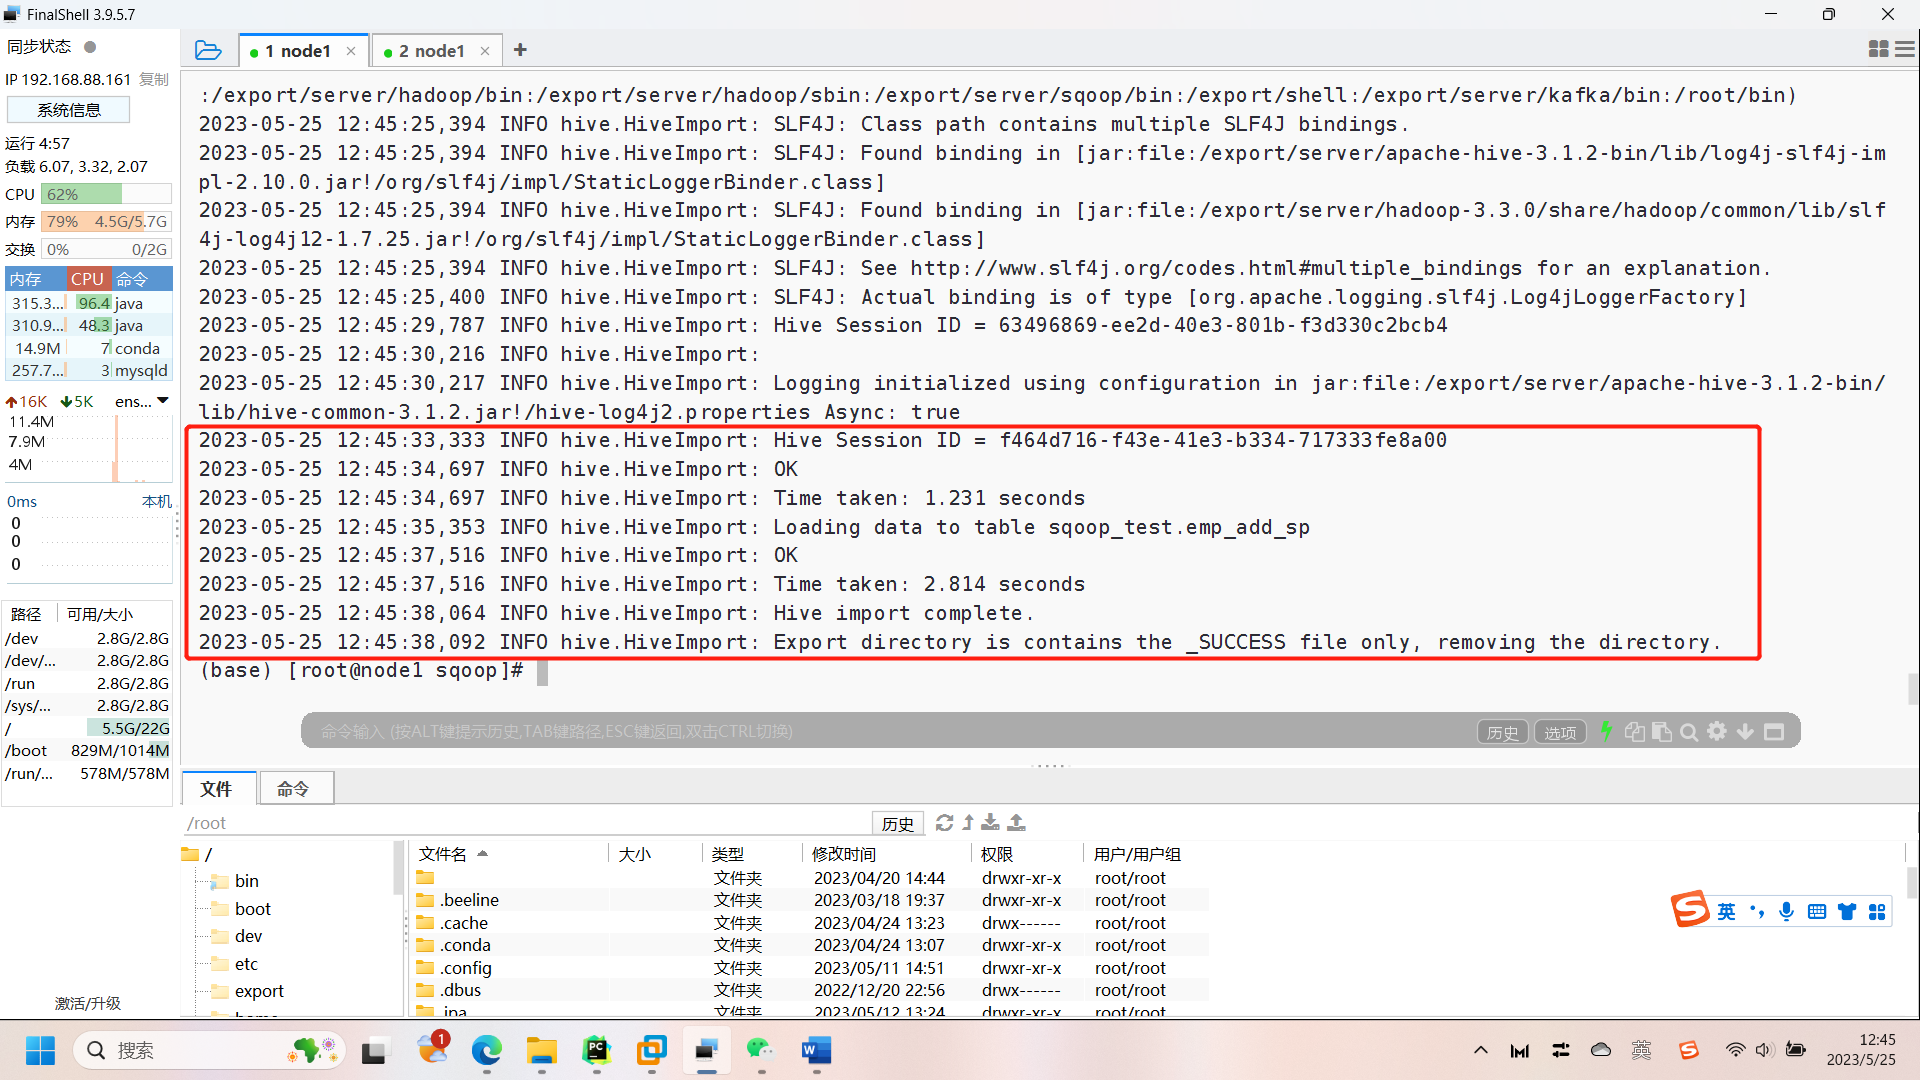 FinalShell 3.9.5.7
同步状态
IP 192.168.88.161 复制
系统信息
运行 4:57
负载 6.07, 3.32, 2.07
CPU 62%
内存 79% 4.5G/5.7G
交换 0% 0/2G
内存 CPU 命令
315.3... 96.4 java
310.9... 48.3 java
14.9M 7 conda
257.7... 3 mysqld
16K 5K ens...
11.4M
7.9M
4M
0ms 本机
0
0
0
路径 可用/大小
/dev 2.8G/2.8G
/dev/... 2.8G/2.8G
/run 2.8G/2.8G
/sys/... 2.8G/2.8G
/ 5.5G/22G
/boot 829M/1014M
/run/... 578M/578M
激活/升级
1 node1 ×
2 node1 ×
+
:/export/server/hadoop/bin:/export/server/hadoop/sbin:/export/server/sqoop/bin:/export/shell:/export/server/kafka/bin:/root/bin)
2023-05-25 12:45:25,394 INFO hive.HiveImport: SLF4J: Class path contains multiple SLF4J bindings.
2023-05-25 12:45:25,394 INFO hive.HiveImport: SLF4J: Found binding in [jar:file:/export/server/apache-hive-3.1.2-bin/lib/log4j-slf4j-im
pl-2.10.0.jar!/org/slf4j/impl/StaticLoggerBinder.class]
2023-05-25 12:45:25,394 INFO hive.HiveImport: SLF4J: Found binding in [jar:file:/export/server/hadoop-3.3.0/share/hadoop/common/lib/slf
4j-log4j12-1.7.25.jar!/org/slf4j/impl/StaticLoggerBinder.class]
2023-05-25 12:45:25,394 INFO hive.HiveImport: SLF4J: See http://www.slf4j.org/codes.html#multiple_bindings for an explanation.
2023-05-25 12:45:25,400 INFO hive.HiveImport: SLF4J: Actual binding is of type [org.apache.logging.slf4j.Log4jLoggerFactory]
2023-05-25 12:45:29,787 INFO hive.HiveImport: Hive Session ID = 63496869-ee2d-40e3-801b-f3d330c2bcb4
2023-05-25 12:45:30,216 INFO hive.HiveImport:
2023-05-25 12:45:30,217 INFO hive.HiveImport: Logging initialized using configuration in jar:file:/export/server/apache-hive-3.1.2-bin/
lib/hive-common-3.1.2.jar!/hive-log4j2.properties Async: true
2023-05-25 12:45:33,333 INFO hive.HiveImport: Hive Session ID = f464d716-f43e-41e3-b334-717333fe8a00
2023-05-25 12:45:34,697 INFO hive.HiveImport: OK
2023-05-25 12:45:34,697 INFO hive.HiveImport: Time taken: 1.231 seconds
2023-05-25 12:45:35,353 INFO hive.HiveImport: Loading data to table sqoop_test.emp_add_sp
2023-05-25 12:45:37,516 INFO hive.HiveImport: OK
2023-05-25 12:45:37,516 INFO hive.HiveImport: Time taken: 2.814 seconds
2023-05-25 12:45:38,064 INFO hive.HiveImport: Hive import complete.
2023-05-25 12:45:38,092 INFO hive.HiveImport: Export directory is contains the _SUCCESS file only, removing the directory.
(base) [root@node1 sqoop]#
命令输入 (按ALT键提示历史,TAB键路径,ESC键返回,双击CTRL切换)
历史 选项
文件 命令
/root 历史
/
bin
boot
dev
etc
export
文件名 大小 类型 修改时间 权限 用户/用户组
文件夹 2023/04/20 14:44 drwxr-xr-x root/root
.beeline 文件夹 2023/03/18 19:37 drwxr-xr-x root/root
.cache 文件夹 2023/04/24 13:23 drwx------ root/root
.conda 文件夹 2023/04/24 13:07 drwxr-xr-x root/root
.config 文件夹 2023/05/11 14:51 drwxr-xr-x root/root
.dbus 文件夹 2022/12/20 22:56 drwx------ root/root
文件夹 2023/05/12 13:24 drwxr-xr-x root/root
英
搜索
1
PC
W
英
12:45
2023/5/25